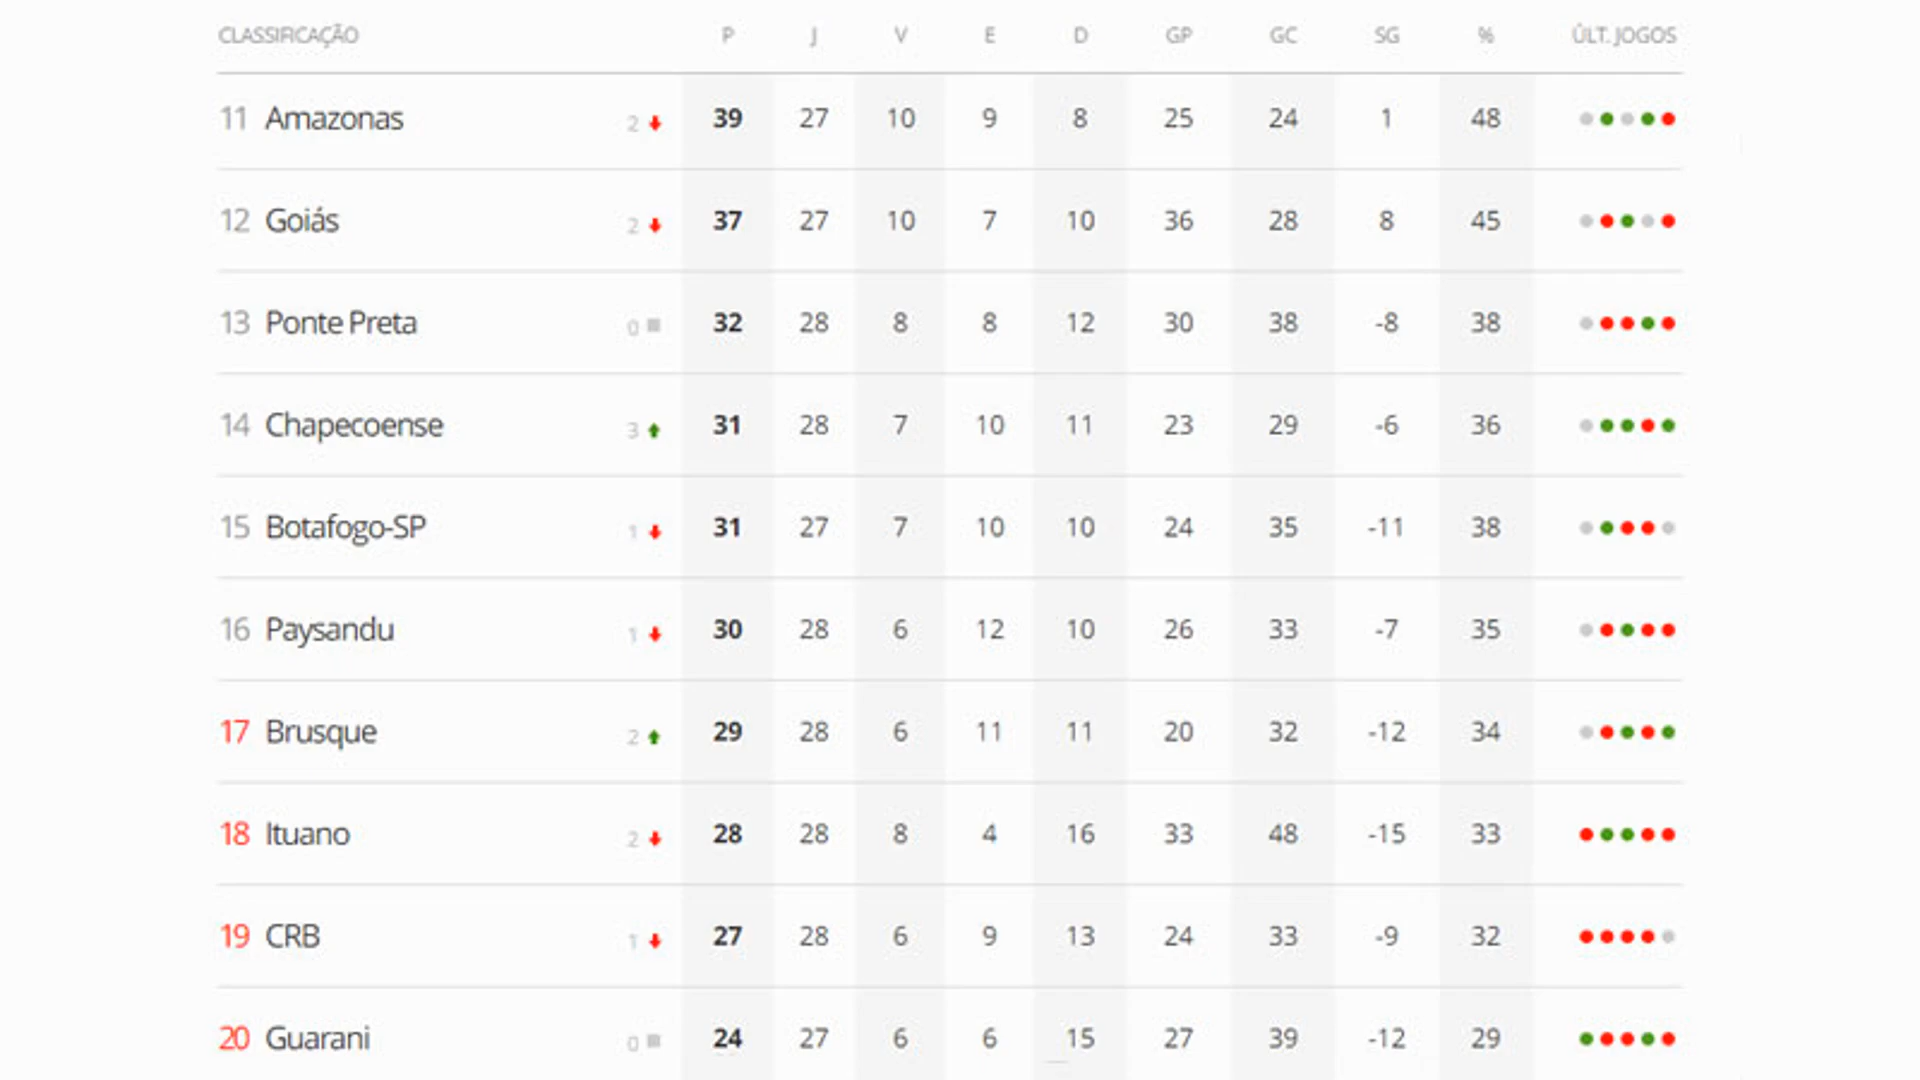 CLASSIFICAÇÃO P J V E D GP GC SG % ÚLT. JOGOS
11 Amazonas 2 39 27 10 9 8 25 24 1 48
12 Goiás 2 37 27 10 7 10 36 28 8 45
13 Ponte Preta 0 32 28 8 8 12 30 38 -8 38
14 Chapecoense 3 31 28 7 10 11 23 29 -6 36
15 Botafogo-SP 1 31 27 7 10 10 24 35 -11 38
16 Paysandu 1 30 28 6 12 10 26 33 -7 35
17 Brusque 2 29 28 6 11 11 20 32 -12 34
18 Ituano 2 28 28 8 4 16 33 48 -15 33
19 CRB 1 27 28 6 9 13 24 33 -9 32
20 Guarani 0 24 27 6 6 15 27 39 -12 29